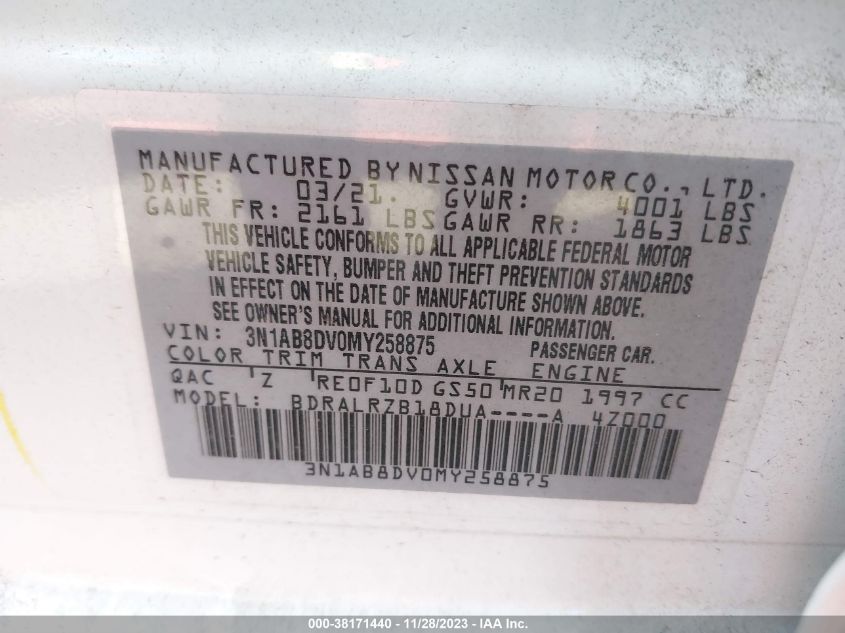 MANUFACTURED BY NISSAN MOTOR CO., LTD.
DATE: 03/21. GVWR: 4001 LBS
GAWR FR: 2161 LBS GAWR RR: 1863 LBS
THIS VEHICLE CONFORMS TO ALL APPLICABLE FEDERAL MOTOR
VEHICLE SAFETY, BUMPER AND THEFT PREVENTION STANDARDS
IN EFFECT ON THE DATE OF MANUFACTURE SHOWN ABOVE.
SEE OWNER'S MANUAL FOR ADDITIONAL INFORMATION.
VIN: 3N1AB8DV0MY258875 PASSENGER CAR.
COLOR TRIM TRANS AXLE ENGINE
QAC Z RE0F10D GS50 MR20 1997 CC
MODEL: BDRALRZB18DUA----A 4Z000
3N1AB8DV0MY258875
000-38171440 - 11/28/2023 - IAA Inc.